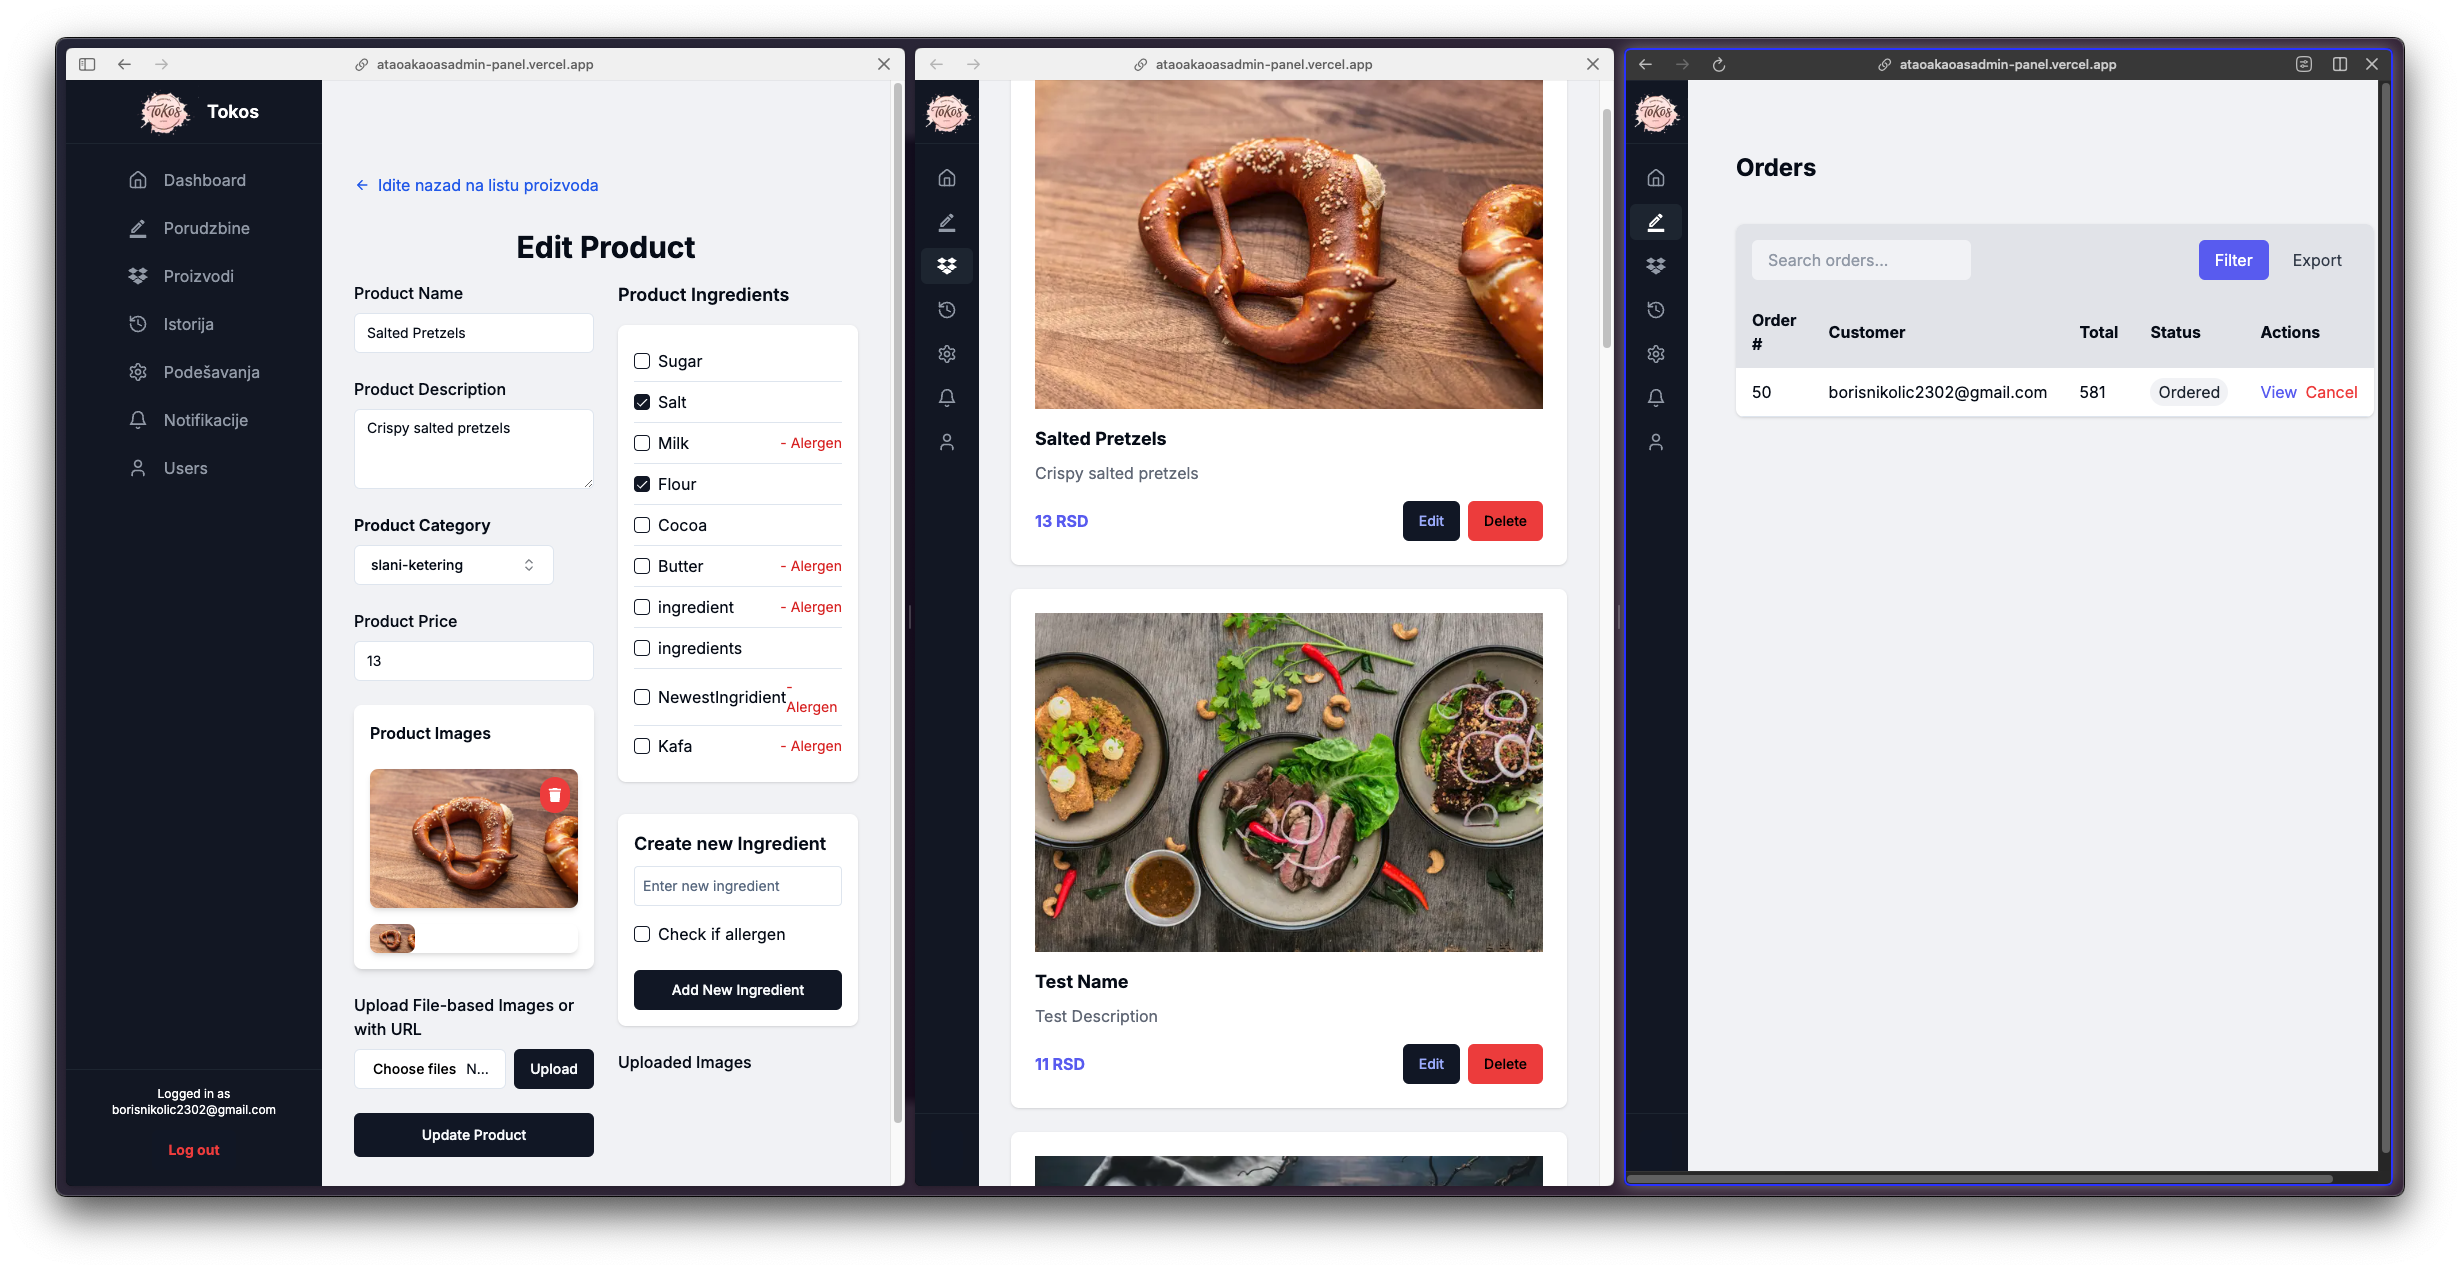 ataoakaoasadmin-panel.vercel.app
Tokos
Tokos
Dashboard
Porudzbine
Proizvodi
Istorija
Podešavanja
Notifikacije
Users
Logged in as
borisnikolic2302@gmail.com
Log out
Idite nazad na listu proizvoda
Edit Product
Product Name
Salted Pretzels
Product Description
Crispy salted pretzels
Product Category
slani-ketering
Product Price
13
Product Images
Upload File-based Images or
with URL
Choose files N...
Upload
Update Product
Product Ingredients
Sugar
Salt
Milk - Alergen
Flour
Cocoa
Butter - Alergen
ingredient - Alergen
ingredients
NewestIngridient -
Alergen
Kafa - Alergen
Create new Ingredient
Enter new ingredient
Check if allergen
Add New Ingredient
Uploaded Images
ataoakaoasadmin-panel.vercel.app
Tokos
Salted Pretzels
Crispy salted pretzels
13 RSD
Edit
Delete
Test Name
Test Description
11 RSD
Edit
Delete
ataoakaoasadmin-panel.vercel.app
Tokos
Orders
Search orders...
Filter
Export
Order
#
Customer
Total
Status
Actions
50 borisnikolic2302@gmail.com 581 Ordered View Cancel